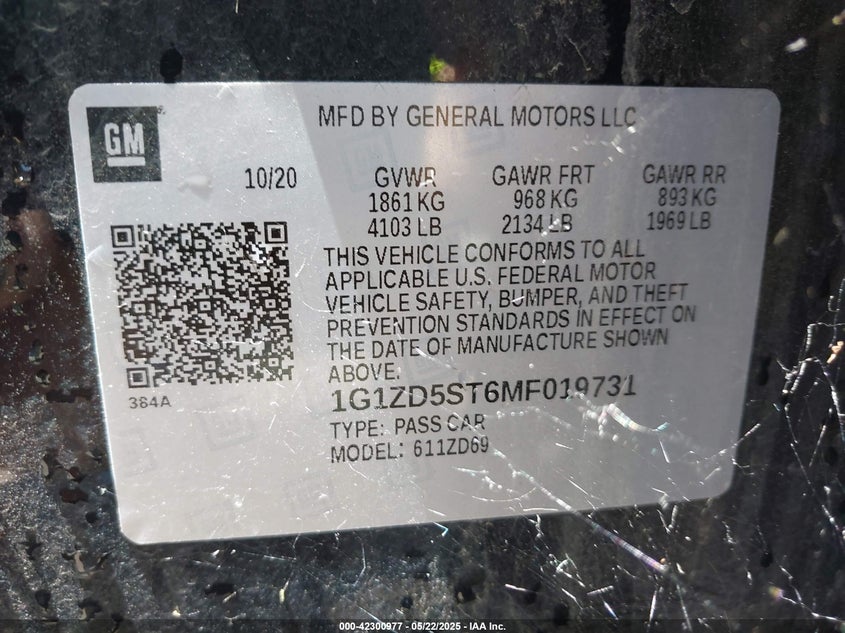 MFD BY GENERAL MOTORS LLC
GM
10/20
GVWR GAWR FRT GAWR RR
1861 KG 968 KG 893 KG
4103 LB 2134 LB 1969 LB
THIS VEHICLE CONFORMS TO ALL
APPLICABLE U.S. FEDERAL MOTOR
VEHICLE SAFETY, BUMPER, AND THEFT
PREVENTION STANDARDS IN EFFECT ON
THE DATE OF MANUFACTURE SHOWN
ABOVE.
384A
1G1ZD5ST6MF019731
TYPE: PASS CAR
MODEL: 611ZD69
000-42300977 - 05/22/2025 - IAA Inc.